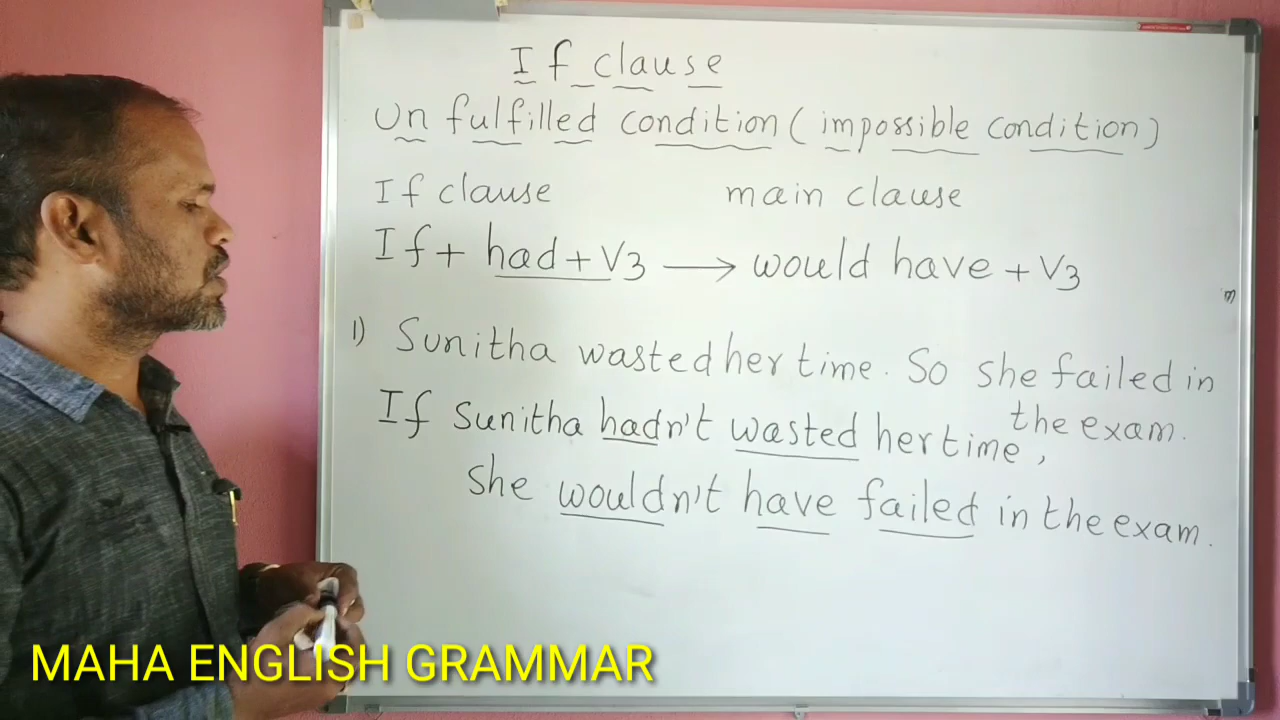 If clause
Un fulfilled condition (impossible condition)
If clause main clause
If + had + V3 → would have + V3
1) Sunitha wasted her time. So she failed in
the exam.
If Sunitha hadn't wasted her time,
she wouldn't have failed in the exam.
MAHA ENGLISH GRAMMAR